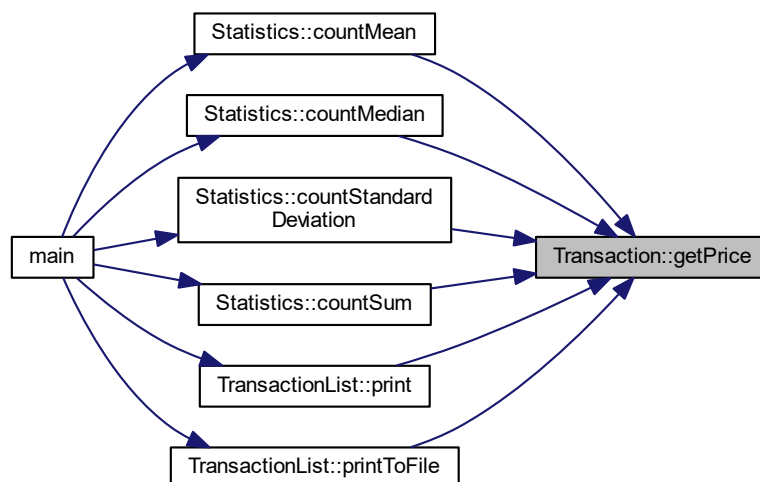 Statistics::countMean
Statistics::countMedian
Statistics::countStandard
Deviation
main
Transaction::getPrice
Statistics::countSum
TransactionList::print
TransactionList::printToFile